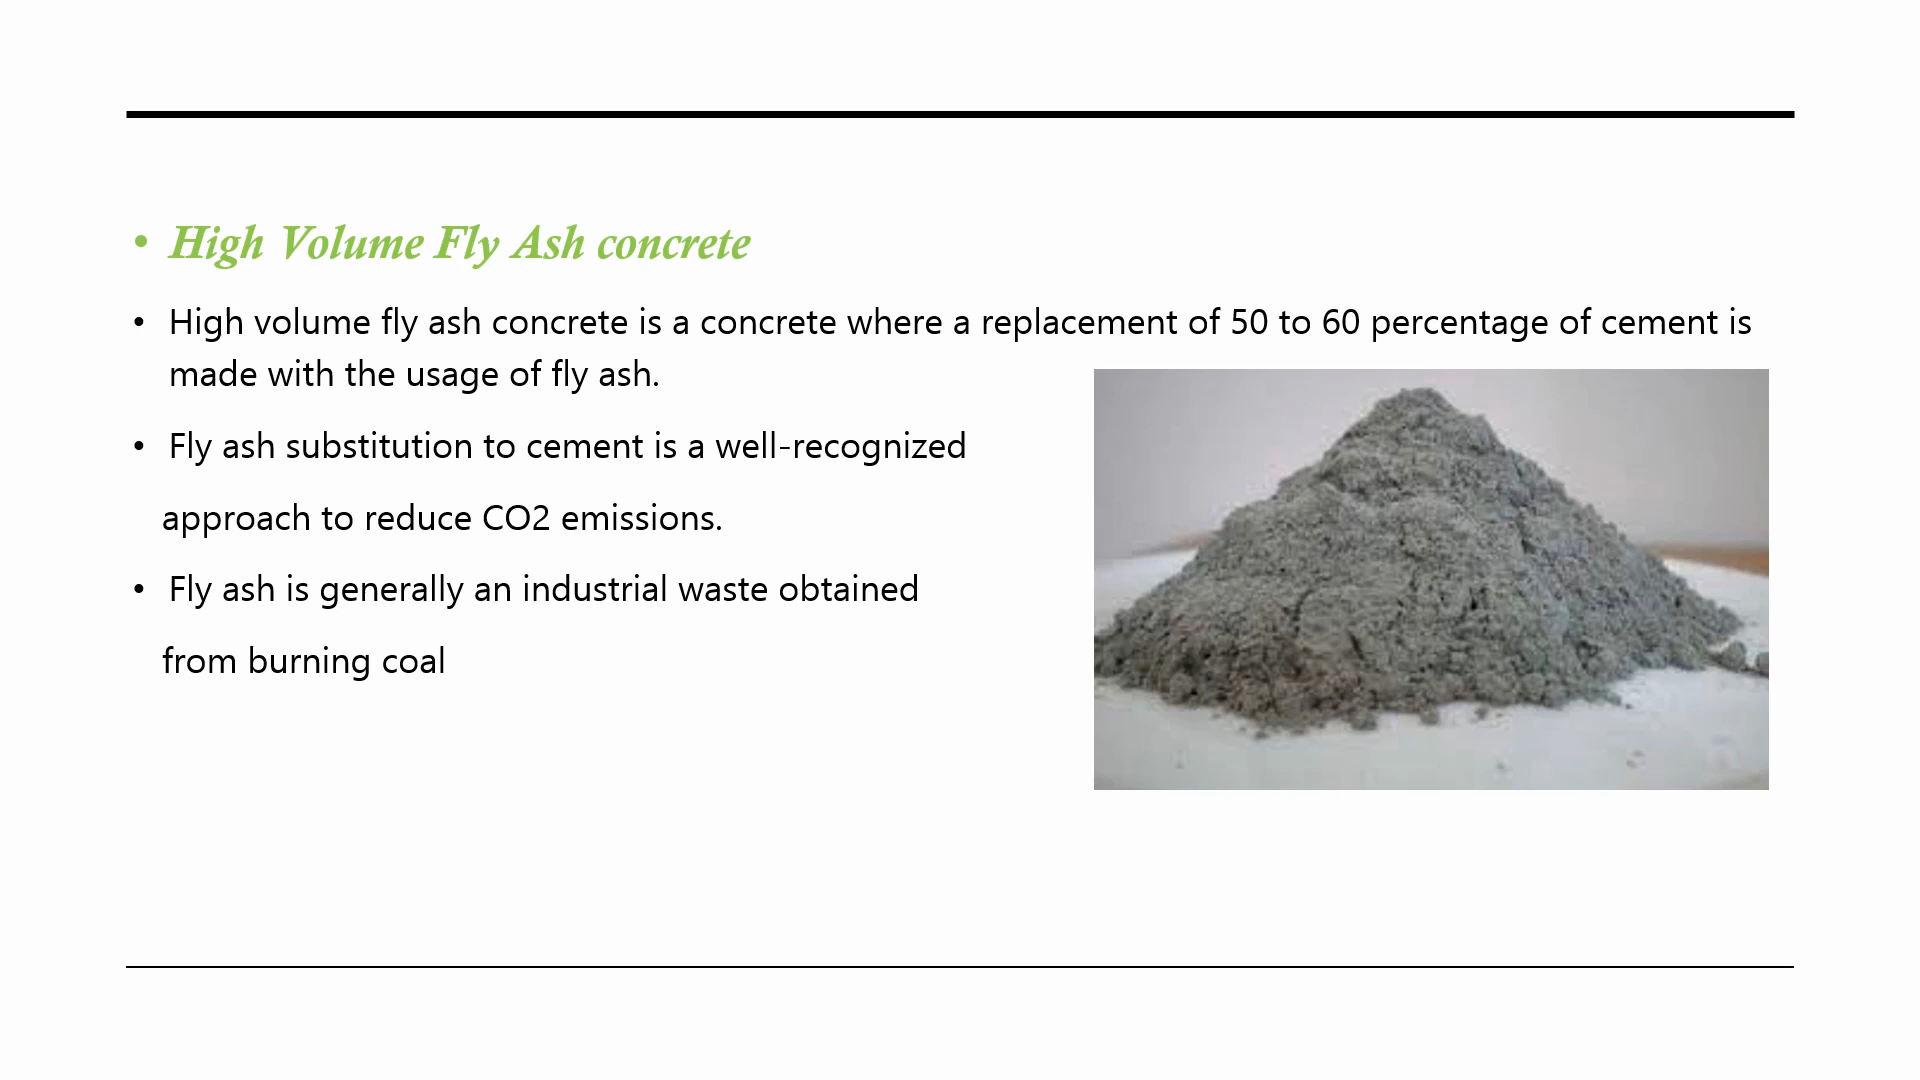 • High Volume Fly Ash concrete
• High volume fly ash concrete is a concrete where a replacement of 50 to 60 percentage of cement is
made with the usage of fly ash.
• Fly ash substitution to cement is a well-recognized
approach to reduce CO2 emissions.
• Fly ash is generally an industrial waste obtained
from burning coal